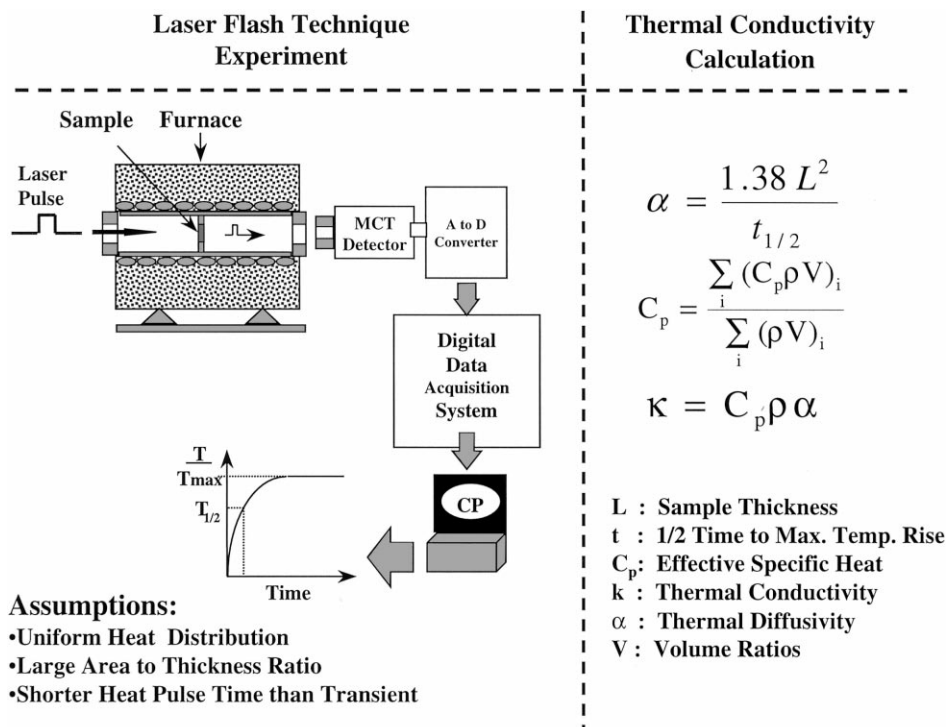 Laser Flash Technique
Experiment
Sample Furnace
Laser
Pulse
MCT
Detector
A to D
Converter
Digital
Data
Acquisition
System
CP
T
Tmax
T1/2
Time
Assumptions:
•Uniform Heat Distribution
•Large Area to Thickness Ratio
•Shorter Heat Pulse Time than Transient
Thermal Conductivity
Calculation
α = 1.38 L² / t1/2
Cp = ∑i (CpρV)i / ∑i (ρV)i
κ = Cpρα
L : Sample Thickness
t : 1/2 Time to Max. Temp. Rise
Cp: Effective Specific Heat
k : Thermal Conductivity
α : Thermal Diffusivity
V : Volume Ratios